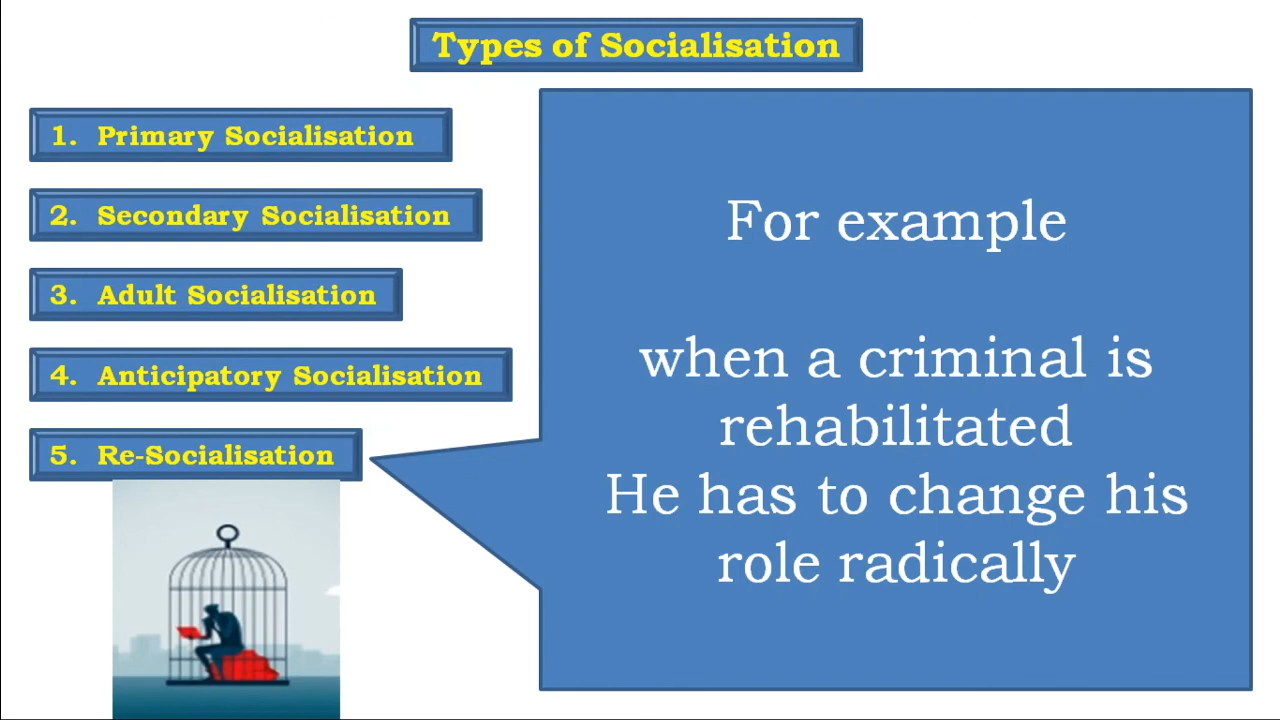 Types of Socialisation
1. Primary Socialisation
2. Secondary Socialisation
3. Adult Socialisation
4. Anticipatory Socialisation
5. Re-Socialisation
For example
when a criminal is
rehabilitated
He has to change his
role radically